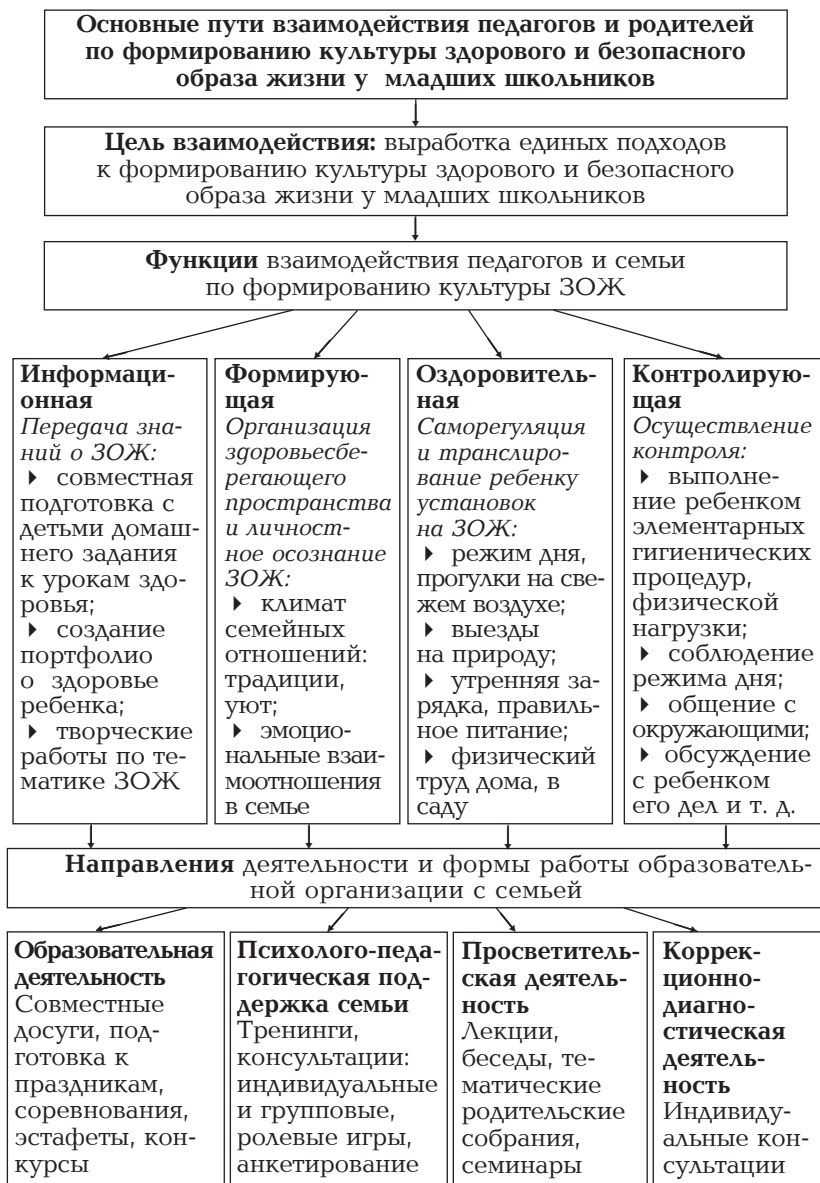 Основные пути взаимодействия педагогов и родителей
по формированию культуры здорового и безопасного
образа жизни у младших школьников
Цель взаимодействия: выработка единых подходов
к формированию культуры здорового и безопасного
образа жизни у младших школьников
Функции взаимодействия педагогов и семьи
по формированию культуры ЗОЖ
Информаци-
онная
Передача зна-
ний о ЗОЖ:
‣ совместная
подготовка с
детьми домаш-
него задания
к урокам здо-
ровья;
‣ создание
портфолио
о здоровье
ребенка;
‣ творческие
работы по те-
матике ЗОЖ
Формирую-
щая
Организация
здоровьесбе-
регающего
пространства
и личност-
ное осознание
ЗОЖ:
‣ климат
семейных
отношений:
традиции,
уют;
‣ эмоцио-
нальные взаи-
моотношения
в семье
Оздоровитель-
ная
Саморегуляция
и транслиро-
вание ребенку
установок
на ЗОЖ:
‣ режим дня,
прогулки на све-
жем воздухе;
‣ выезды
на природу;
‣ утренняя за-
рядка, правиль-
ное питание;
‣ физический
труд дома, в
саду
Контролирую-
щая
Осуществление
контроля:
‣ выполне-
ние ребенком
элементарных
гигиенических
процедур,
физической
нагрузки;
‣ соблюдение
режима дня;
‣ общение с
окружающими;
‣ обсуждение
с ребенком
его дел и т. д.
Направления деятельности и формы работы образователь-
ной организации с семьей
Образовательная
деятельность
Совместные
досуги, под-
готовка к
праздникам,
соревнования,
эстафеты, кон-
курсы
Психолого-педа-
гогическая под-
держка семьи
Тренинги,
консультации:
индивидуальные
и групповые,
ролевые игры,
анкетирование
Просветитель-
ская деятель-
ность
Лекции,
беседы, те-
матические
родительские
собрания,
семинары
Коррек-
ционно-
диагно-
стическая
деятель-
ность
Индивиду-
альные кон-
сультации